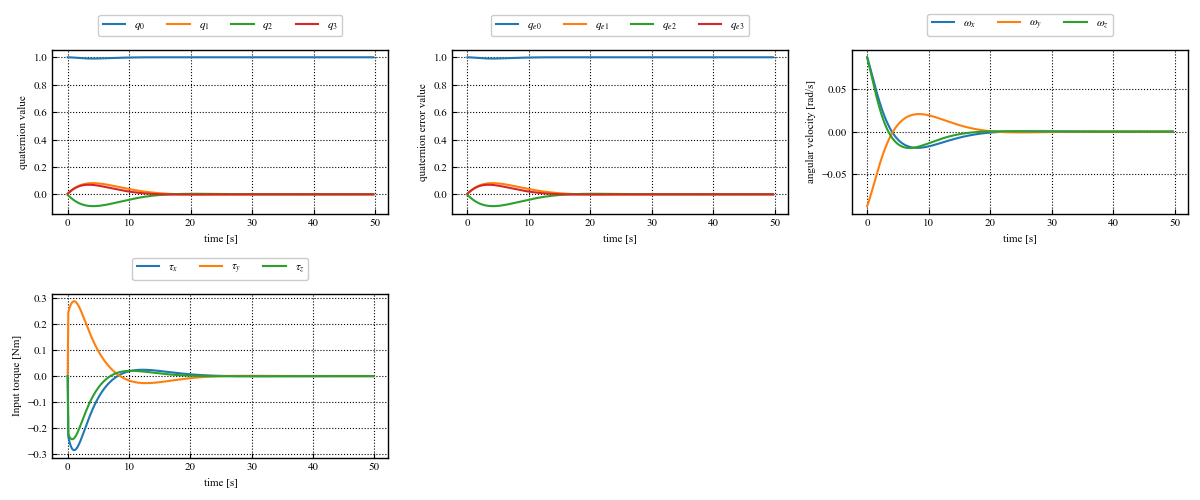 q0 q1 q2 q3
quaternion value
1.0
0.8
0.6
0.4
0.2
0.0
0 10 20 30 40 50
time [s]
qe0 qe1 qe2 qe3
quaternion error value
1.0
0.8
0.6
0.4
0.2
0.0
0 10 20 30 40 50
time [s]
ωx ωy ωz
angular velocity [rad/s]
0.05
0.00
−0.05
0 10 20 30 40 50
time [s]
τx τy τz
Input torque [Nm]
0.3
0.2
0.1
0.0
−0.1
−0.2
−0.3
0 10 20 30 40 50
time [s]